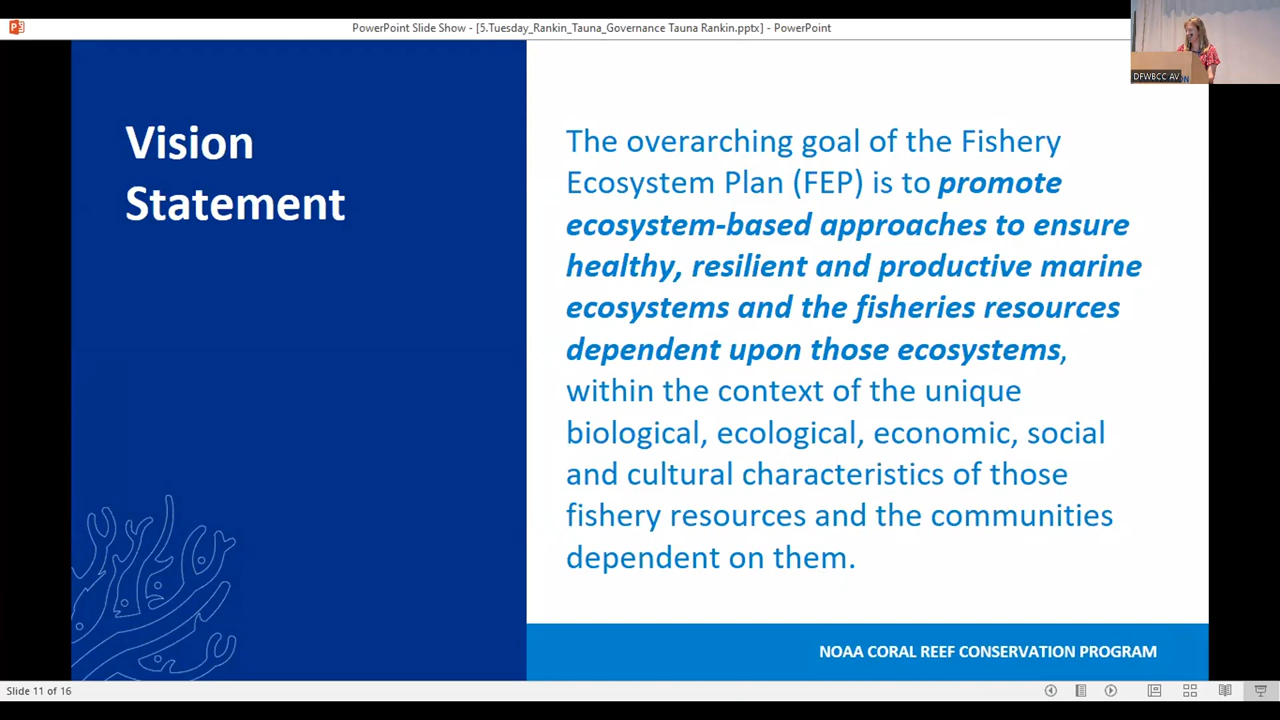 PowerPoint Slide Show - [5.Tuesday_Rankin_Tauna_Governance Tauna Rankin.pptx] - PowerPoint
DFWBCC AV
Vision
Statement
The overarching goal of the Fishery
Ecosystem Plan (FEP) is to promote
ecosystem-based approaches to ensure
healthy, resilient and productive marine
ecosystems and the fisheries resources
dependent upon those ecosystems,
within the context of the unique
biological, ecological, economic, social
and cultural characteristics of those
fishery resources and the communities
dependent on them.
NOAA CORAL REEF CONSERVATION PROGRAM
Slide 11 of 16